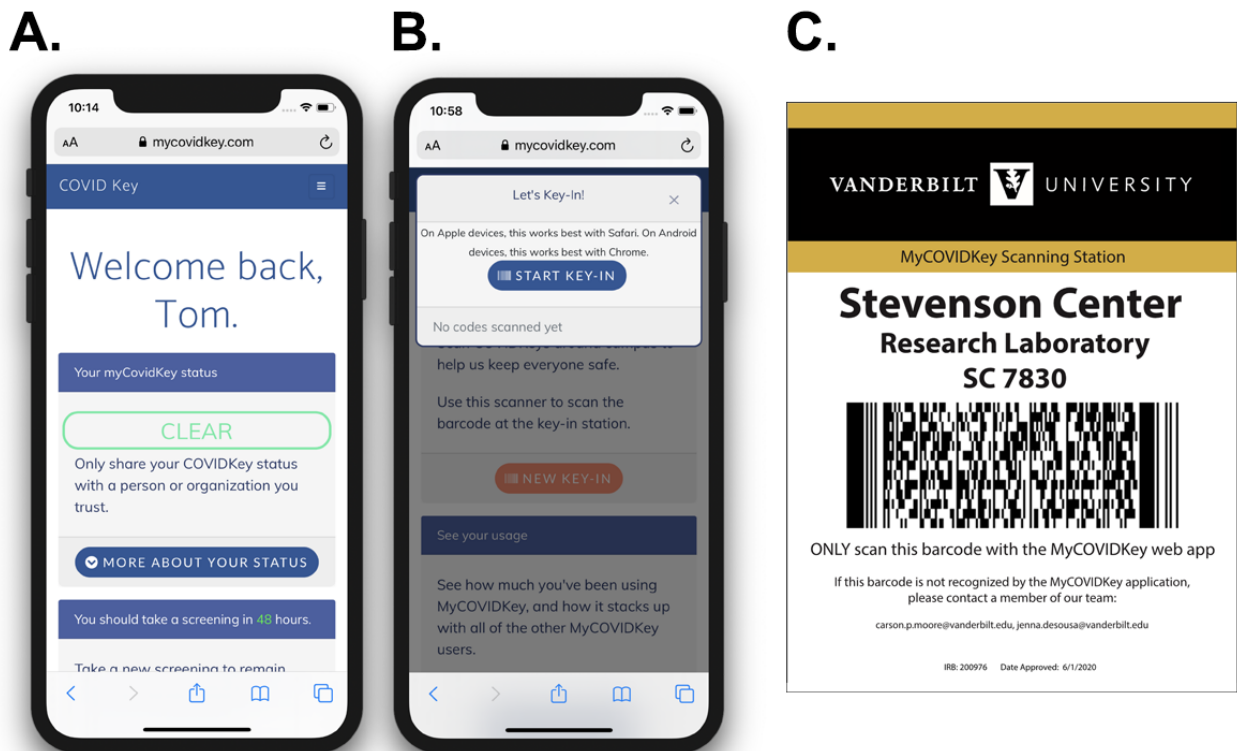 A.
10:14
AA mycovidkey.com
COVID Key
Welcome back,
Tom.
Your myCovidKey status
CLEAR
Only share your COVIDKey status
with a person or organization you
trust.
MORE ABOUT YOUR STATUS
You should take a screening in 48 hours.
Take a new screening to remain
B.
10:58
AA mycovidkey.com
Let's Key-In!
On Apple devices, this works best with Safari. On Android
devices, this works best with Chrome.
START KEY-IN
No codes scanned yet
help us keep everyone safe.
Use this scanner to scan the
barcode at the key-in station.
NEW KEY-IN
See your usage
See how much you've been using
MyCOVIDKey, and how it stacks up
with all of the other MyCOVIDKey
users.
C.
VANDERBILT V UNIVERSITY
MyCOVIDKey Scanning Station
Stevenson Center
Research Laboratory
SC 7830
ONLY scan this barcode with the MyCOVIDKey web app
If this barcode is not recognized by the MyCOVIDKey application,
please contact a member of our team:
carson.p.moore@vanderbilt.edu, jenna.desousa@vanderbilt.edu
IRB: 200976 Date Approved: 6/1/2020